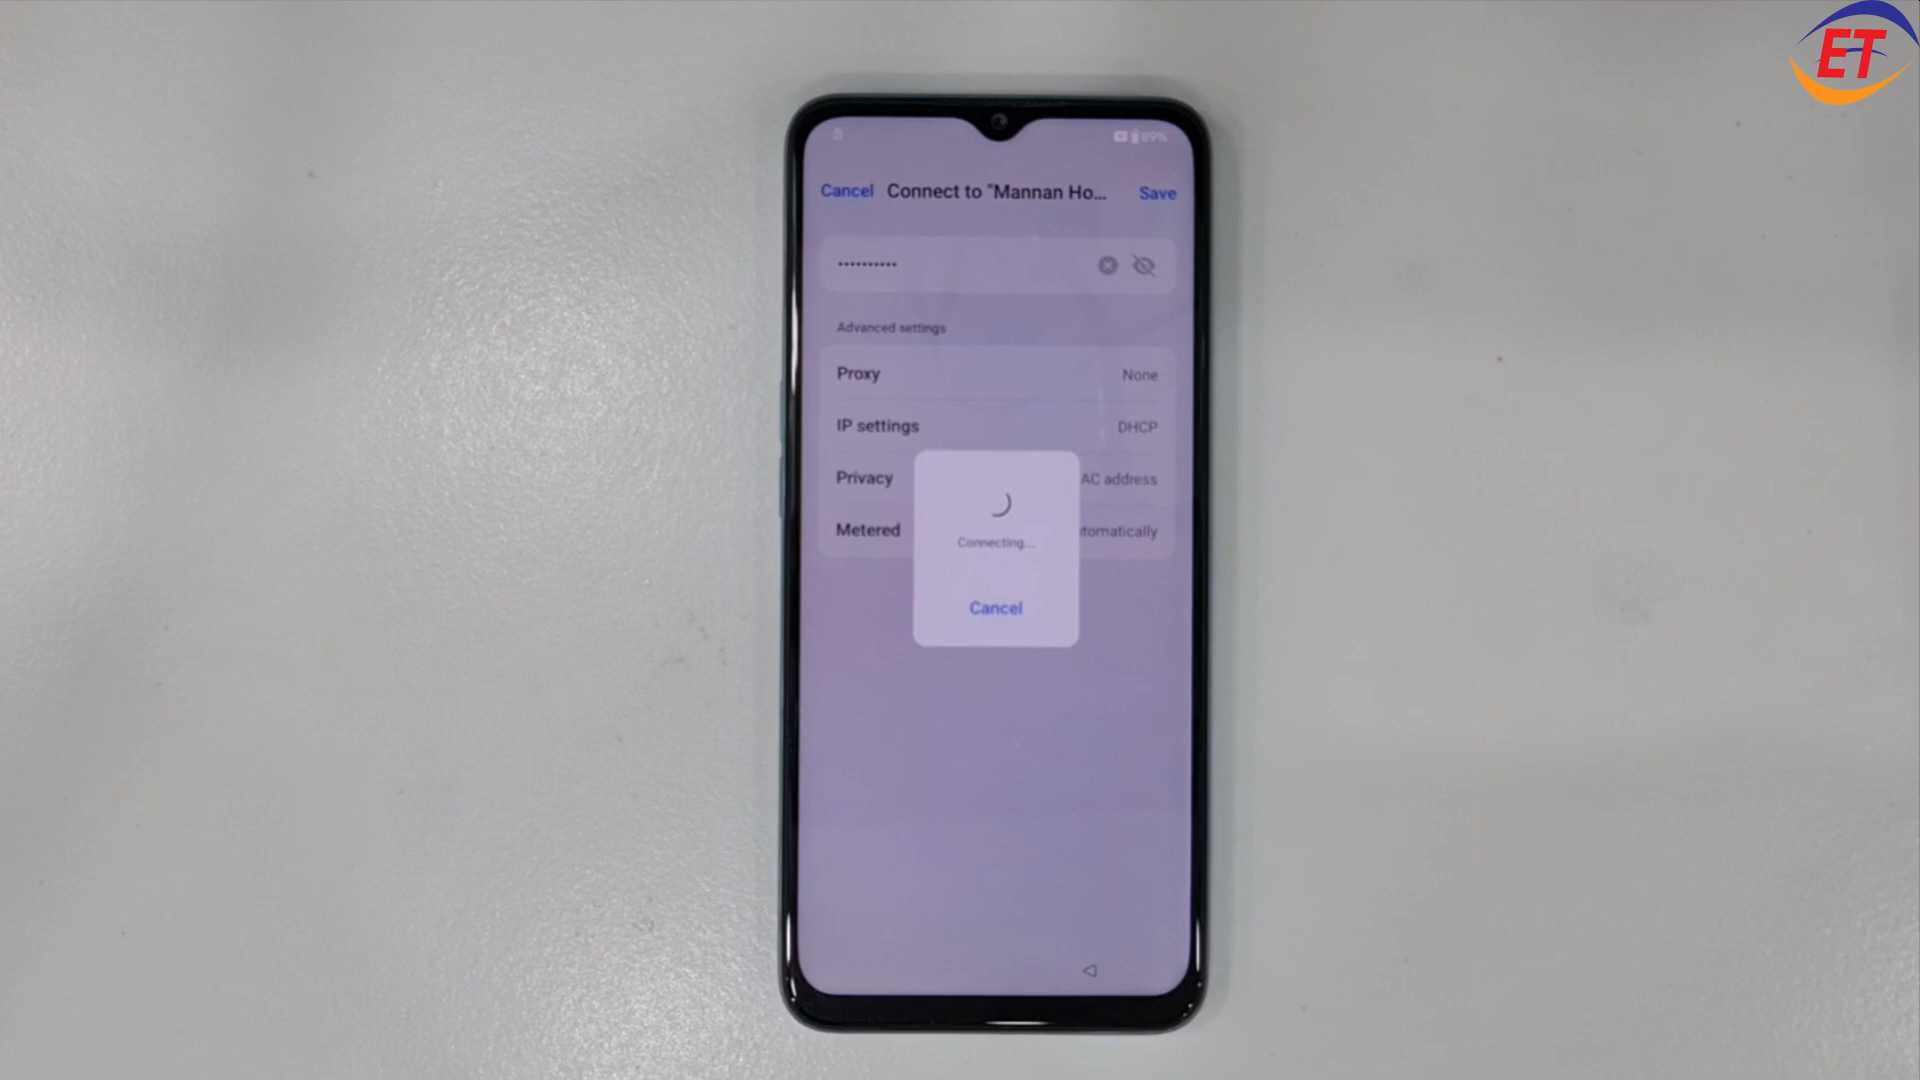 ET
89%
Cancel Connect to "Mannan Ho... Save
••••••••••
Advanced settings
Proxy None
IP settings DHCP
Privacy AC address
Metered tomatically
Connecting...
Cancel